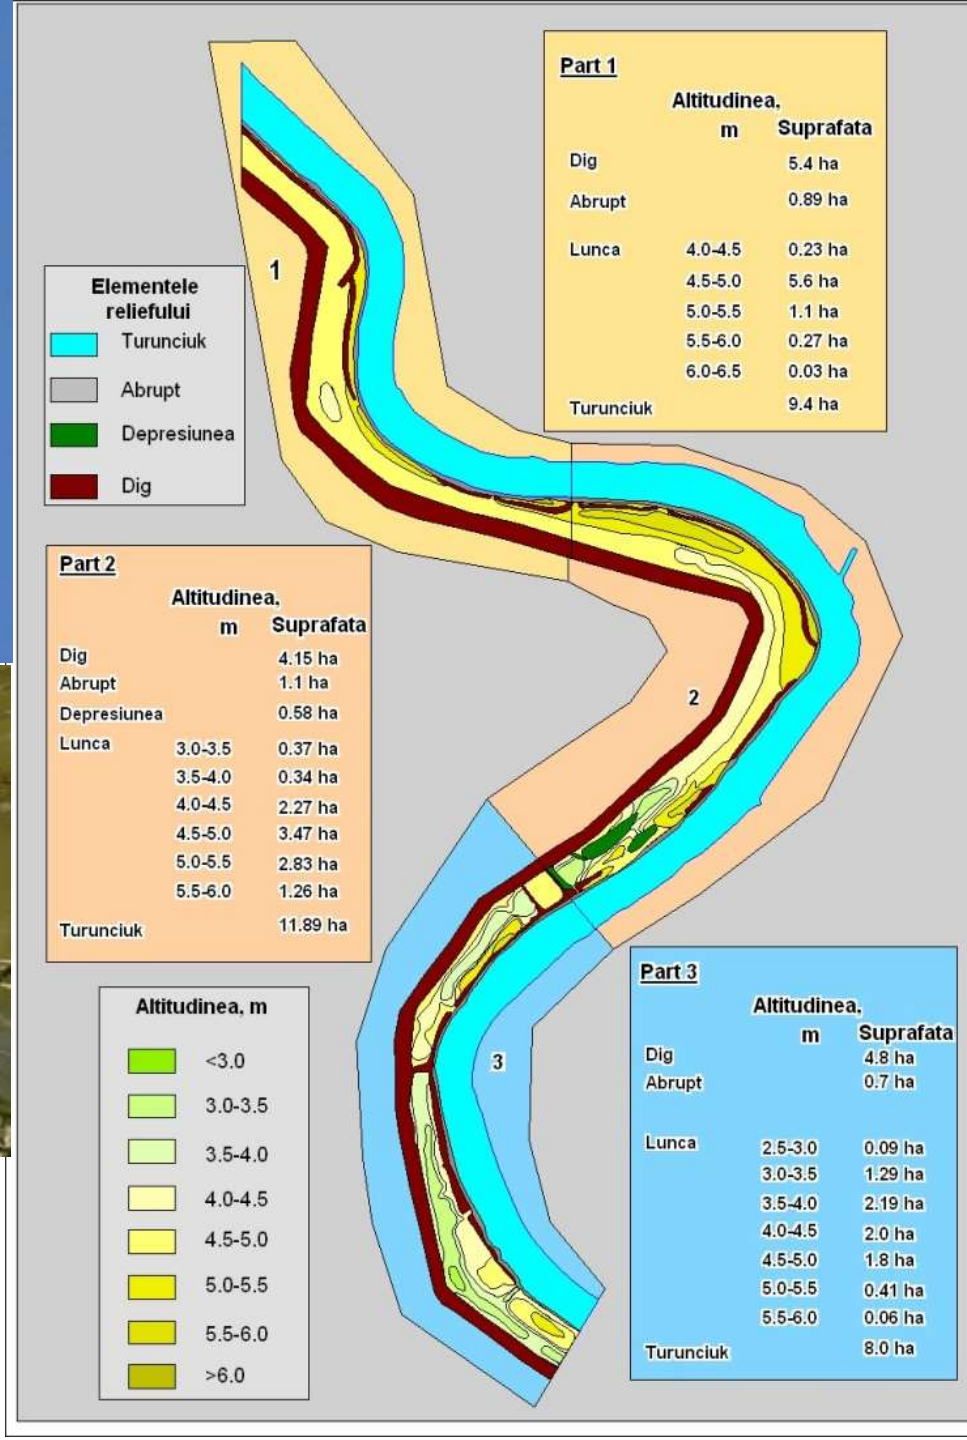 Part 1
Altitudinea,
m Suprafata
Dig 5.4 ha
Abrupt 0.89 ha
Lunca 4.0-4.5 0.23 ha
4.5-5.0 5.6 ha
5.0-5.5 1.1 ha
5.5-6.0 0.27 ha
6.0-6.5 0.03 ha
Turunciuk 9.4 ha
1
Elementele
reliefului
Turunciuk
Abrupt
Depresiunea
Dig
Part 2
Altitudinea,
m Suprafata
Dig 4.15 ha
Abrupt 1.1 ha
Depresiunea 0.58 ha
Lunca 3.0-3.5 0.37 ha
3.5-4.0 0.34 ha
4.0-4.5 2.27 ha
4.5-5.0 3.47 ha
5.0-5.5 2.83 ha
5.5-6.0 1.26 ha
Turunciuk 11.89 ha
2
Altitudinea, m
<3.0
3.0-3.5
3.5-4.0
4.0-4.5
4.5-5.0
5.0-5.5
5.5-6.0
>6.0
3
Part 3
Altitudinea,
m Suprafata
Dig 4.8 ha
Abrupt 0.7 ha
Lunca 2.5-3.0 0.09 ha
3.0-3.5 1.29 ha
3.5-4.0 2.19 ha
4.0-4.5 2.0 ha
4.5-5.0 1.8 ha
5.0-5.5 0.41 ha
5.5-6.0 0.06 ha
Turunciuk 8.0 ha